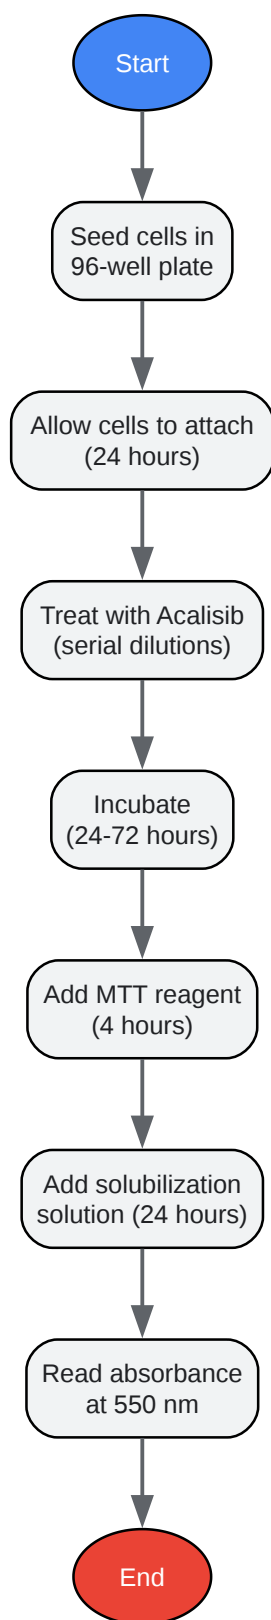 Start
Seed cells in
96-well plate
Allow cells to attach
(24 hours)
Treat with Acalisib
(serial dilutions)
Incubate
(24-72 hours)
Add MTT reagent
(4 hours)
Add solubilization
solution (24 hours)
Read absorbance
at 550 nm
End